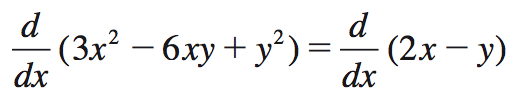 d/dx (3x² − 6xy + y²) = d/dx (2x − y)